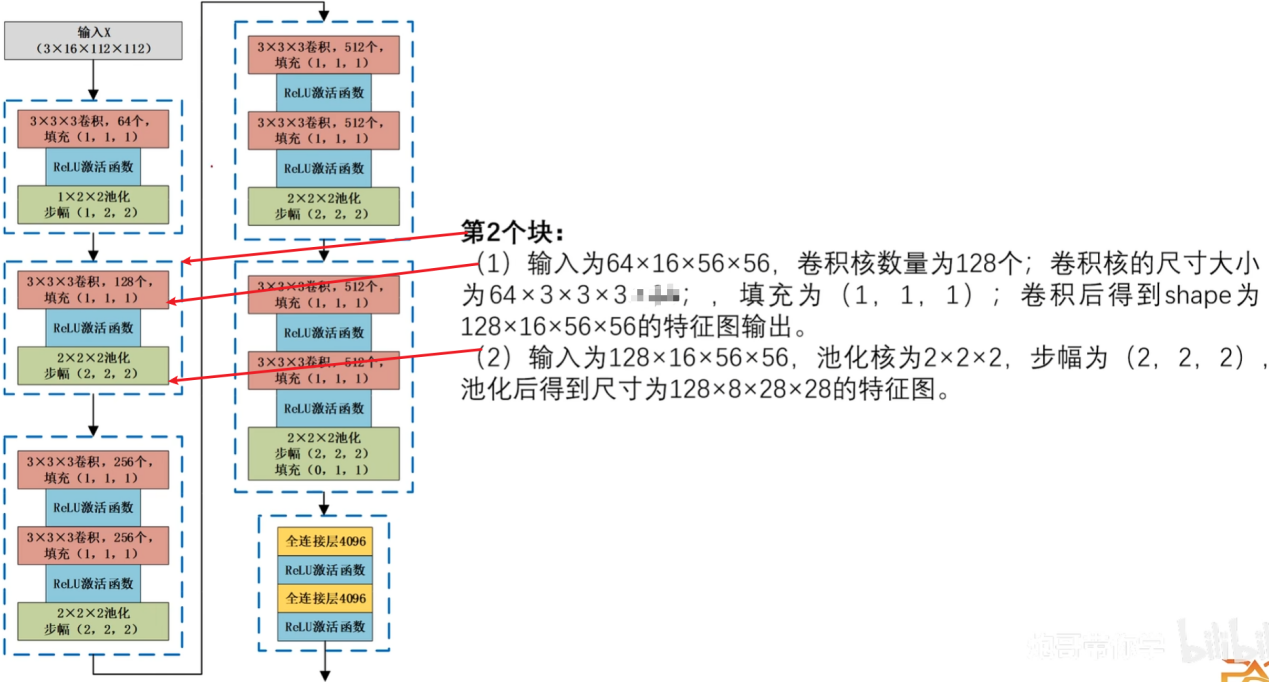 输入X
（3×16×112×112）
3×3×3卷积，64个，
填充（1，1，1）
ReLU激活函数
1×2×2池化
步幅（1，2，2）
3×3×3卷积，128个，
填充（1，1，1）
ReLU激活函数
2×2×2池化
步幅（2，2，2）
3×3×3卷积，256个，
填充（1，1，1）
ReLU激活函数
3×3×3卷积，256个，
填充（1，1，1）
ReLU激活函数
2×2×2池化
步幅（2，2，2）
3×3×3卷积，512个，
填充（1，1，1）
ReLU激活函数
3×3×3卷积，512个，
填充（1，1，1）
ReLU激活函数
2×2×2池化
步幅（2，2，2）
3×3×3卷积，512个，
填充（1，1，1）
ReLU激活函数
3×3×3卷积，512个，
填充（1，1，1）
ReLU激活函数
2×2×2池化
步幅（2，2，2）
填充（0，1，1）
全连接层4096
ReLU激活函数
全连接层4096
ReLU激活函数
第2个块：
（1）输入为64×16×56×56，卷积核数量为128个；卷积核的尺寸大小
为64×3×3×3；，填充为（1，1，1）；卷积后得到shape为
128×16×56×56的特征图输出。
（2）输入为128×16×56×56，池化核为2×2×2，步幅为（2，2，2），
池化后得到尺寸为128×8×28×28的特征图。
炮哥带你学 bilibili